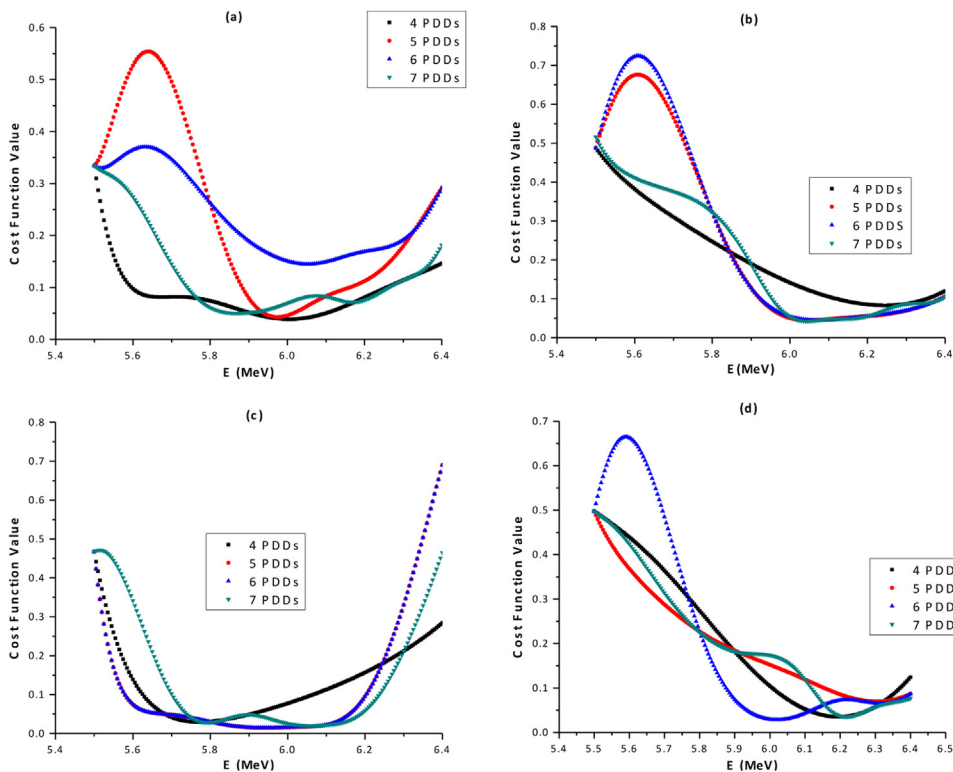 (a)
4 PDDs
5 PDDs
6 PDDs
7 PDDs
0.6
0.5
0.4
0.3
0.2
0.1
0.0
Cost Function Value
5.4 5.6 5.8 6.0 6.2 6.4
E (MeV)
(b)
0.8
0.7
0.6
0.5
0.4
0.3
0.2
0.1
0.0
Cost Function Value
4 PDDs
5 PDDs
6 PDDS
7 PDDs
5.4 5.6 5.8 6.0 6.2 6.4
E (MeV)
(c)
0.8
0.7
0.6
0.5
0.4
0.3
0.2
0.1
0.0
Cost Function Value
4 PDDs
5 PDDs
6 PDDs
7 PDDs
5.4 5.6 5.8 6.0 6.2 6.4
E (MeV)
(d)
0.7
0.6
0.5
0.4
0.3
0.2
0.1
0.0
Cost Function Value
4 PDD
5 PDD
6 PDD
7 PDD
5.4 5.5 5.6 5.7 5.8 5.9 6.0 6.1 6.2 6.3 6.4 6.5
E (MeV)